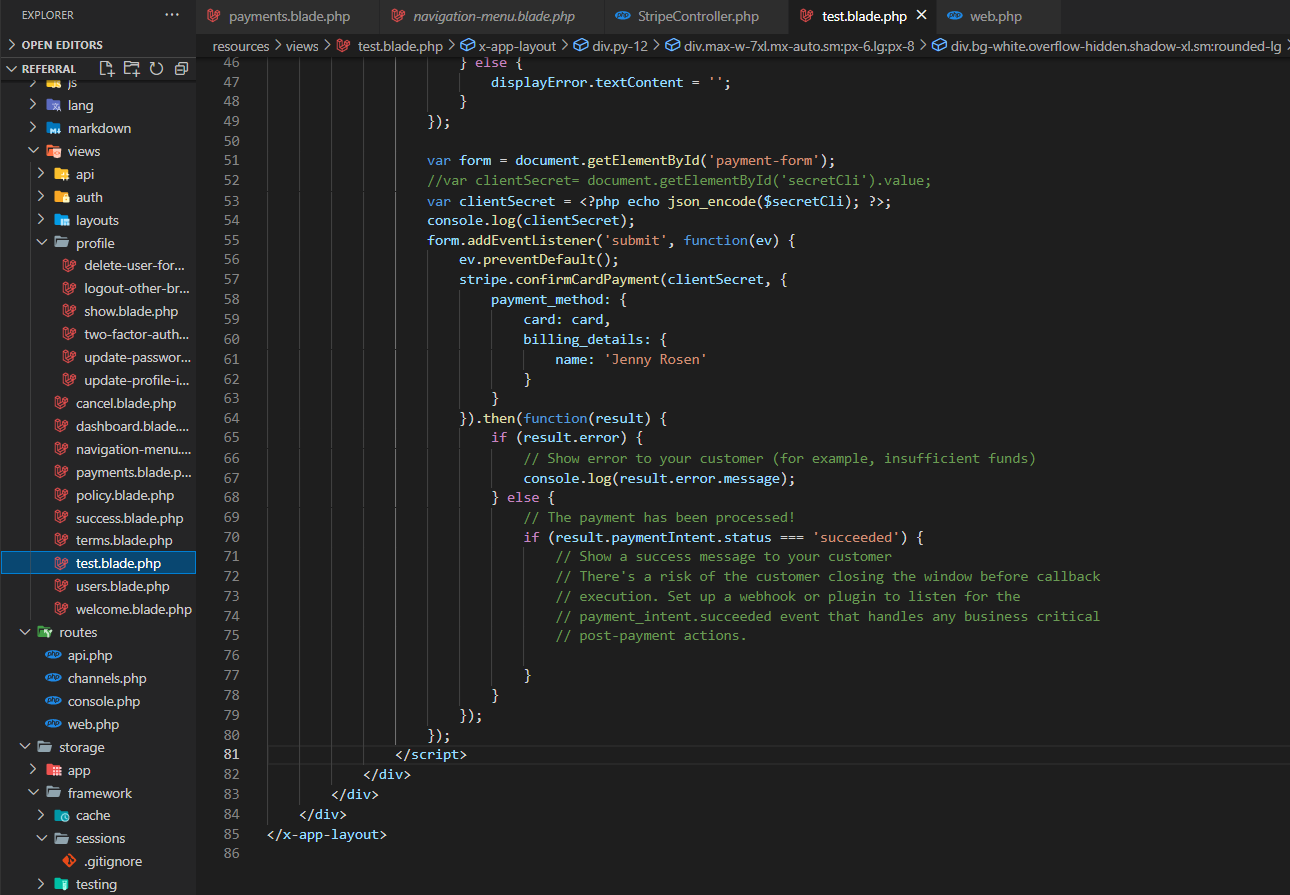 EXPLORER ···
OPEN EDITORS
REFERRAL
js
lang
markdown
views
api
auth
layouts
profile
delete-user-for...
logout-other-br...
show.blade.php
two-factor-auth...
update-passwor...
update-profile-i...
cancel.blade.php
dashboard.blade....
navigation-menu....
payments.blade.p...
policy.blade.php
success.blade.php
terms.blade.php
test.blade.php
users.blade.php
welcome.blade.php
routes
api.php
channels.php
console.php
web.php
storage
app
framework
cache
sessions
.gitignore
testing
payments.blade.php navigation-menu.blade.php StripeController.php test.blade.php × web.php
resources > views > test.blade.php > x-app-layout > div.py-12 > div.max-w-7xl.mx-auto.sm:px-6.lg:px-8 > div.bg-white.overflow-hidden.shadow-xl.sm:rounded-lg >
46 } else {
47 displayError.textContent = '';
48 }
49 });
50
51 var form = document.getElementById('payment-form');
52 //var clientSecret= document.getElementById('secretCli').value;
53 var clientSecret = <?php echo json_encode($secretCli); ?>;
54 console.log(clientSecret);
55 form.addEventListener('submit', function(ev) {
56 ev.preventDefault();
57 stripe.confirmCardPayment(clientSecret, {
58 payment_method: {
59 card: card,
60 billing_details: {
61 name: 'Jenny Rosen'
62 }
63 }
64 }).then(function(result) {
65 if (result.error) {
66 // Show error to your customer (for example, insufficient funds)
67 console.log(result.error.message);
68 } else {
69 // The payment has been processed!
70 if (result.paymentIntent.status === 'succeeded') {
71 // Show a success message to your customer
72 // There's a risk of the customer closing the window before callback
73 // execution. Set up a webhook or plugin to listen for the
74 // payment_intent.succeeded event that handles any business critical
75 // post-payment actions.
76
77 }
78 }
79 });
80 });
81 </script>
82 </div>
83 </div>
84 </div>
85 </x-app-layout>
86